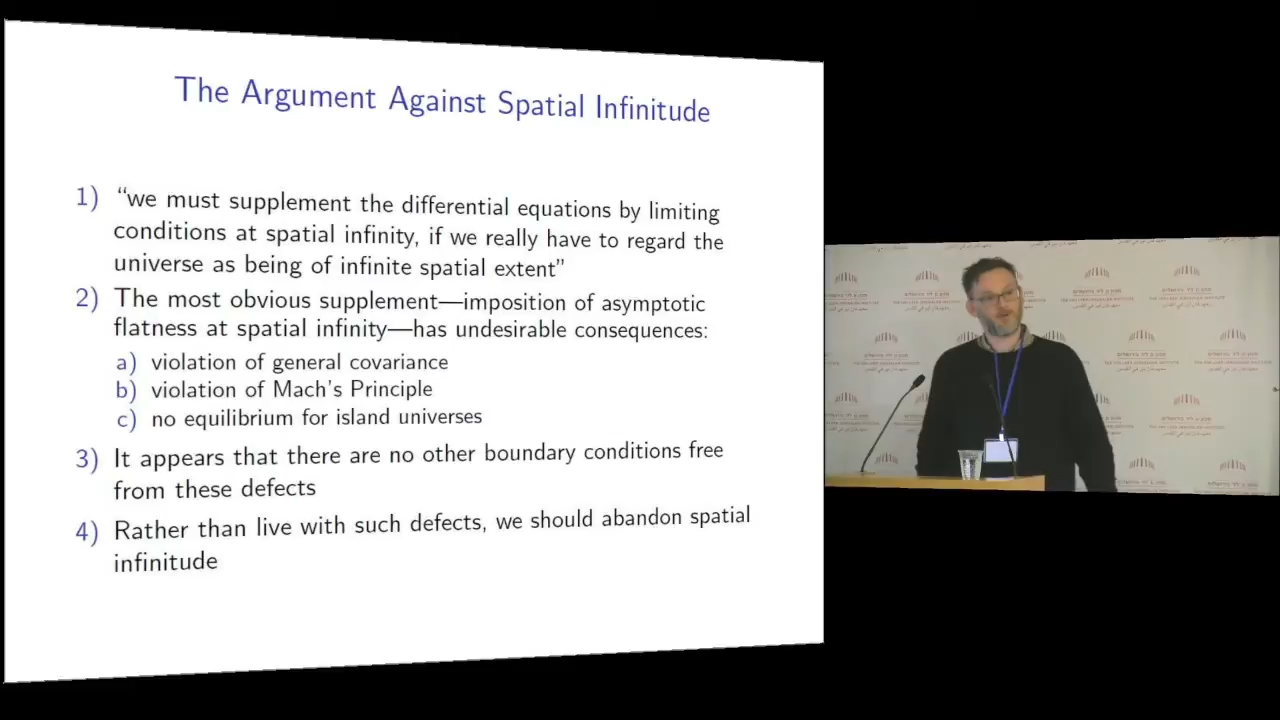 The Argument Against Spatial Infinitude
1) “we must supplement the differential equations by limiting
conditions at spatial infinity, if we really have to regard the
universe as being of infinite spatial extent”
2) The most obvious supplement—imposition of asymptotic
flatness at spatial infinity—has undesirable consequences:
a) violation of general covariance
b) violation of Mach's Principle
c) no equilibrium for island universes
3) It appears that there are no other boundary conditions free
from these defects
4) Rather than live with such defects, we should abandon spatial
infinitude